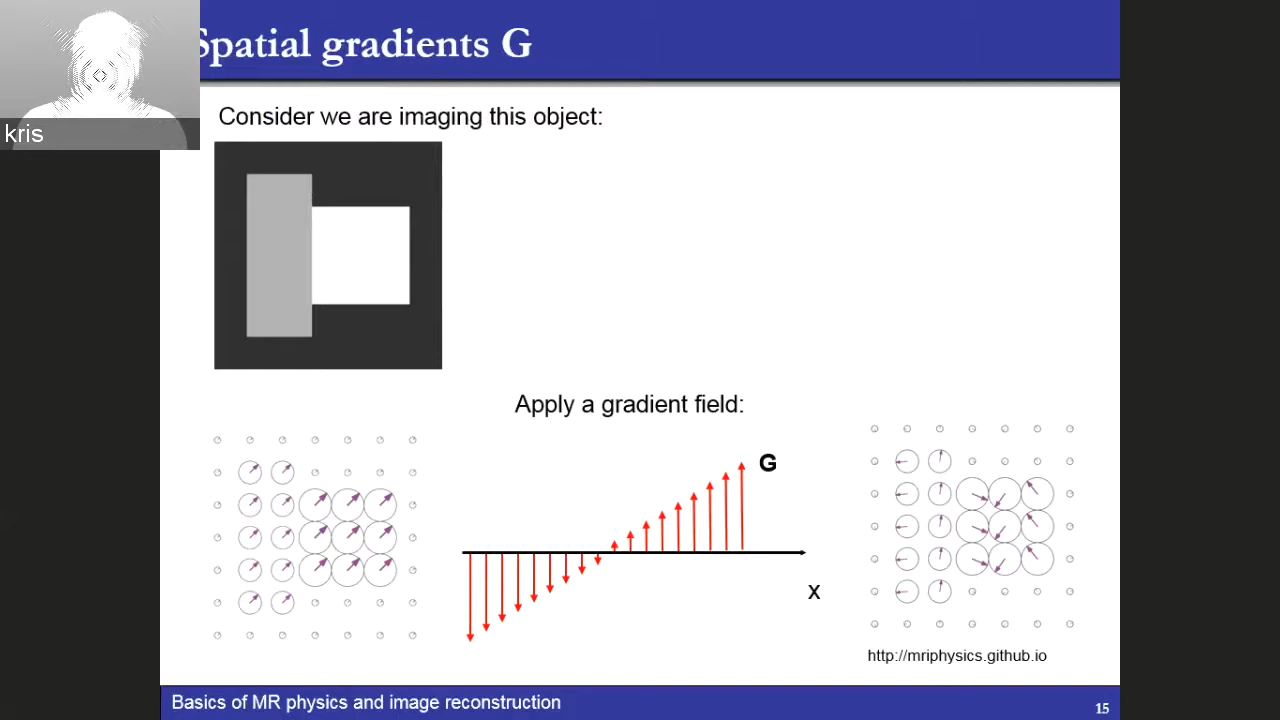 Spatial gradients G
kris
Consider we are imaging this object:
Apply a gradient field:
G
x
http://mriphysics.github.io
Basics of MR physics and image reconstruction
15